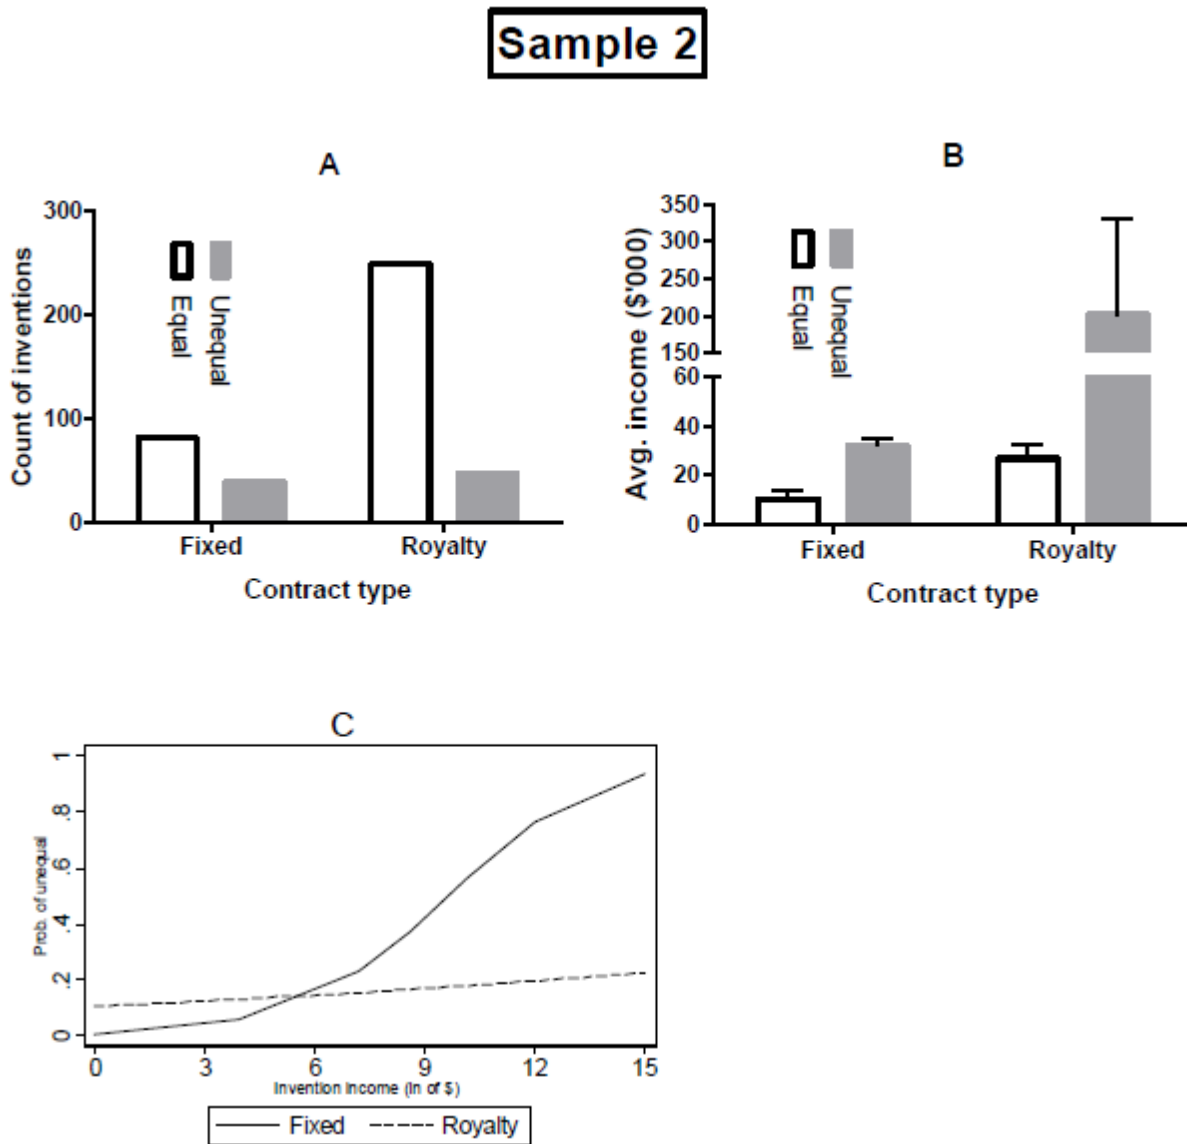 Sample 2
A
Count of inventions
300
200
100
0
Equal
Unequal
Fixed
Royalty
Contract type
B
Avg. income ($'000)
350
300
250
200
150
60
40
20
0
Equal
Unequal
Fixed
Royalty
Contract type
C
Prob. of unequal
1
.8
.6
.4
.2
0
0 3 6 9 12 15
Invention Income (ln of $)
Fixed Royalty